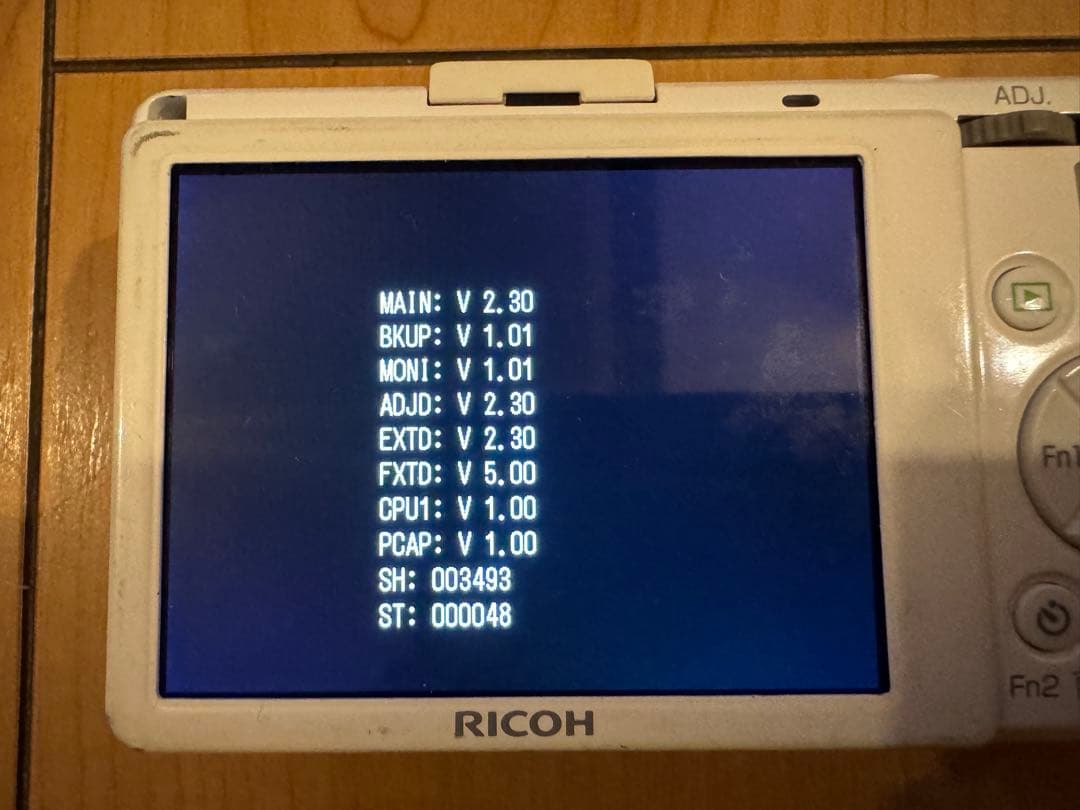 ADJ.
MAIN: V 2.30
BKUP: V 1.01
MONI: V 1.01
ADJD: V 2.30
EXTD: V 2.30
FXTD: V 5.00
CPU1: V 1.00
PCAP: V 1.00
SH: 003493
ST: 000048
Fn1
Fn2
RICOH